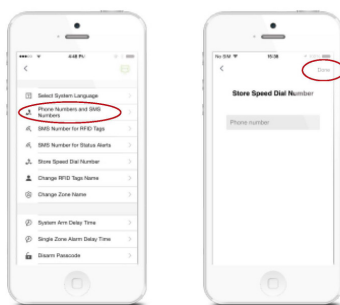 4:48 PM
Select System Language
Phone Numbers and SMS
Numbers
SMS Number for RFID Tags
SMS Number for Status Alerts
Store Speed Dial Number
Change RFID Tags Name
Change Zone Name
System Arm Delay Time
Single Zone Alarm Delay Time
Disarm Passcode
No SIM
15:38
Done
Store Speed Dial Number
Phone number